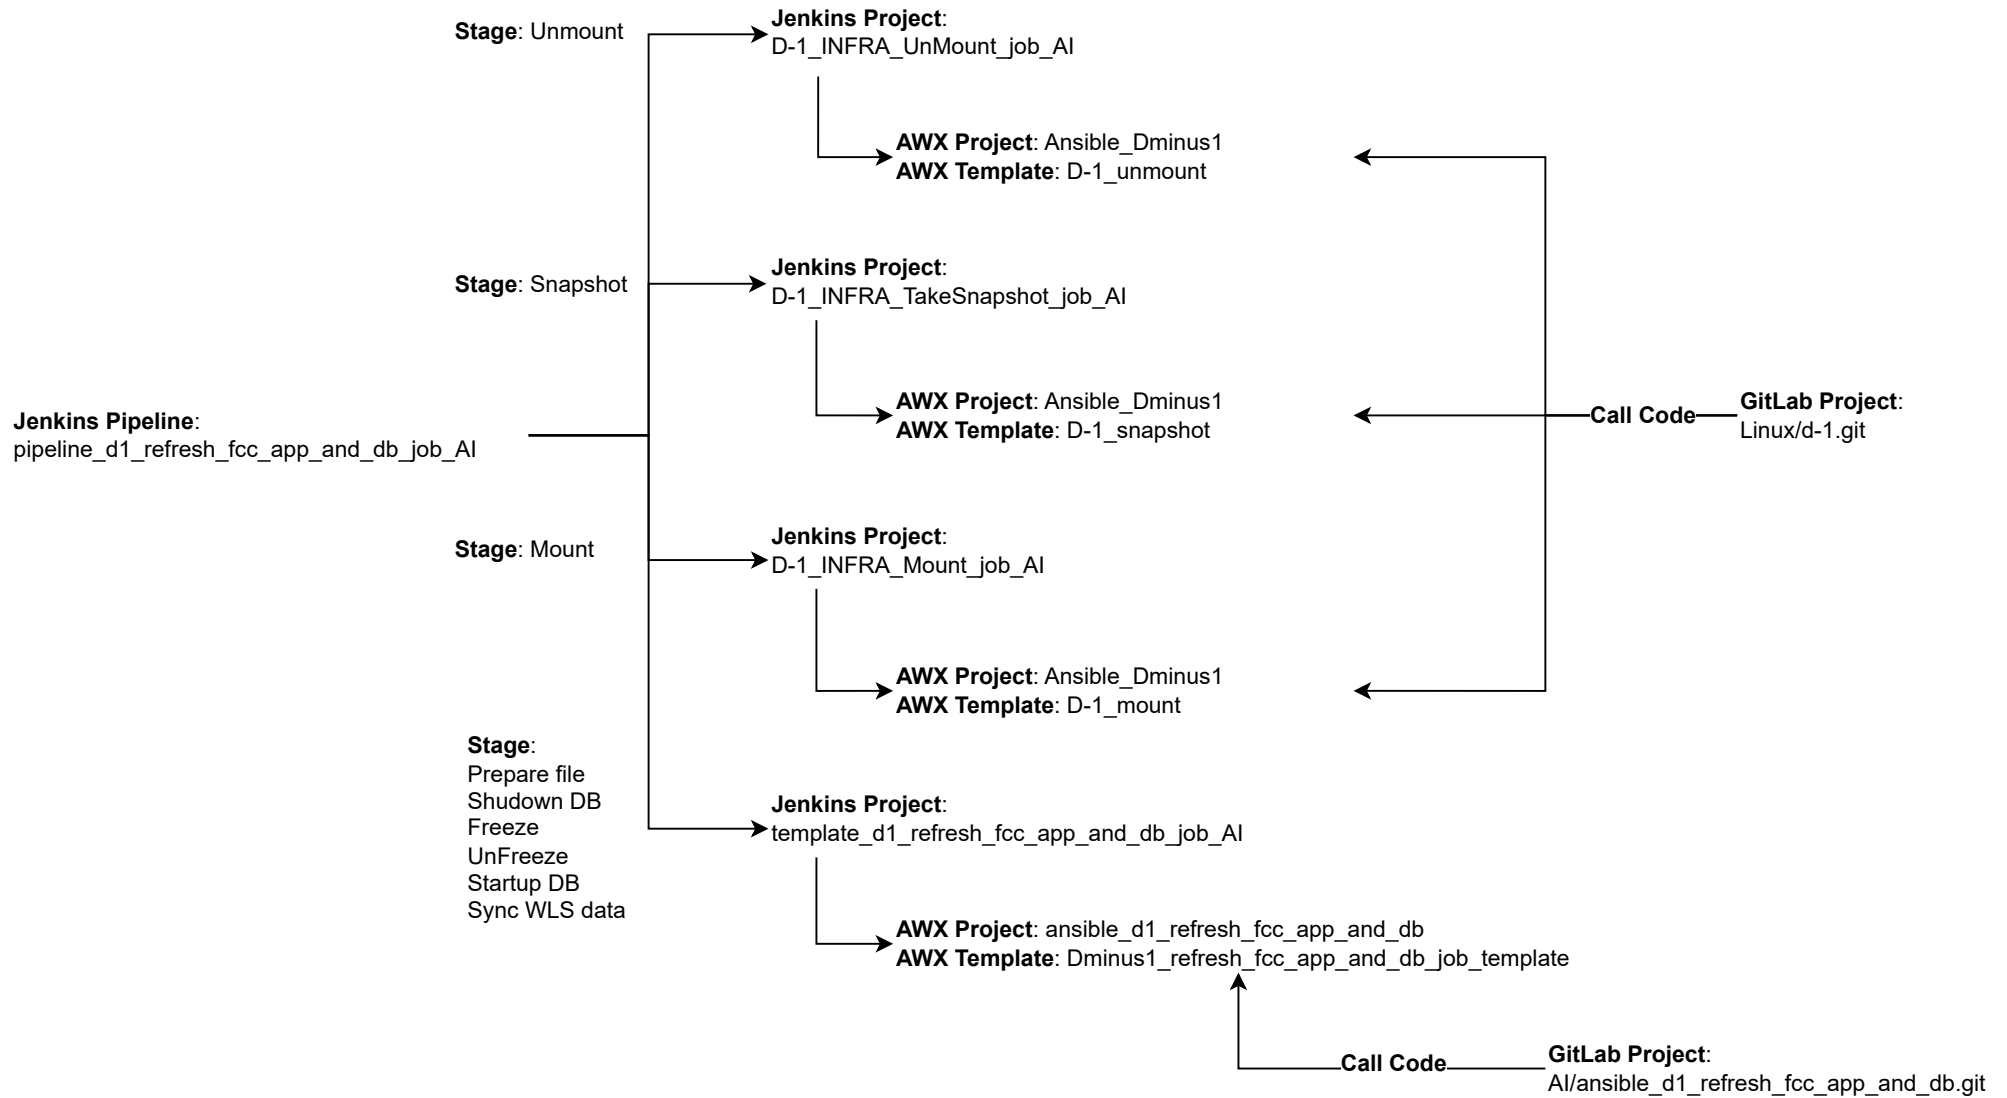 Stage: Unmount
Jenkins Project:
D-1_INFRA_UnMount_job_AI
AWX Project: Ansible_Dminus1
AWX Template: D-1_unmount
Stage: Snapshot
Jenkins Project:
D-1_INFRA_TakeSnapshot_job_AI
AWX Project: Ansible_Dminus1
AWX Template: D-1_snapshot
Call Code
GitLab Project:
Linux/d-1.git
Jenkins Pipeline:
pipeline_d1_refresh_fcc_app_and_db_job_AI
Stage: Mount
Jenkins Project:
D-1_INFRA_Mount_job_AI
AWX Project: Ansible_Dminus1
AWX Template: D-1_mount
Stage:
Prepare file
Shudown DB
Freeze
UnFreeze
Startup DB
Sync WLS data
Jenkins Project:
template_d1_refresh_fcc_app_and_db_job_AI
AWX Project: ansible_d1_refresh_fcc_app_and_db
AWX Template: Dminus1_refresh_fcc_app_and_db_job_template
Call Code
GitLab Project:
AI/ansible_d1_refresh_fcc_app_and_db.git